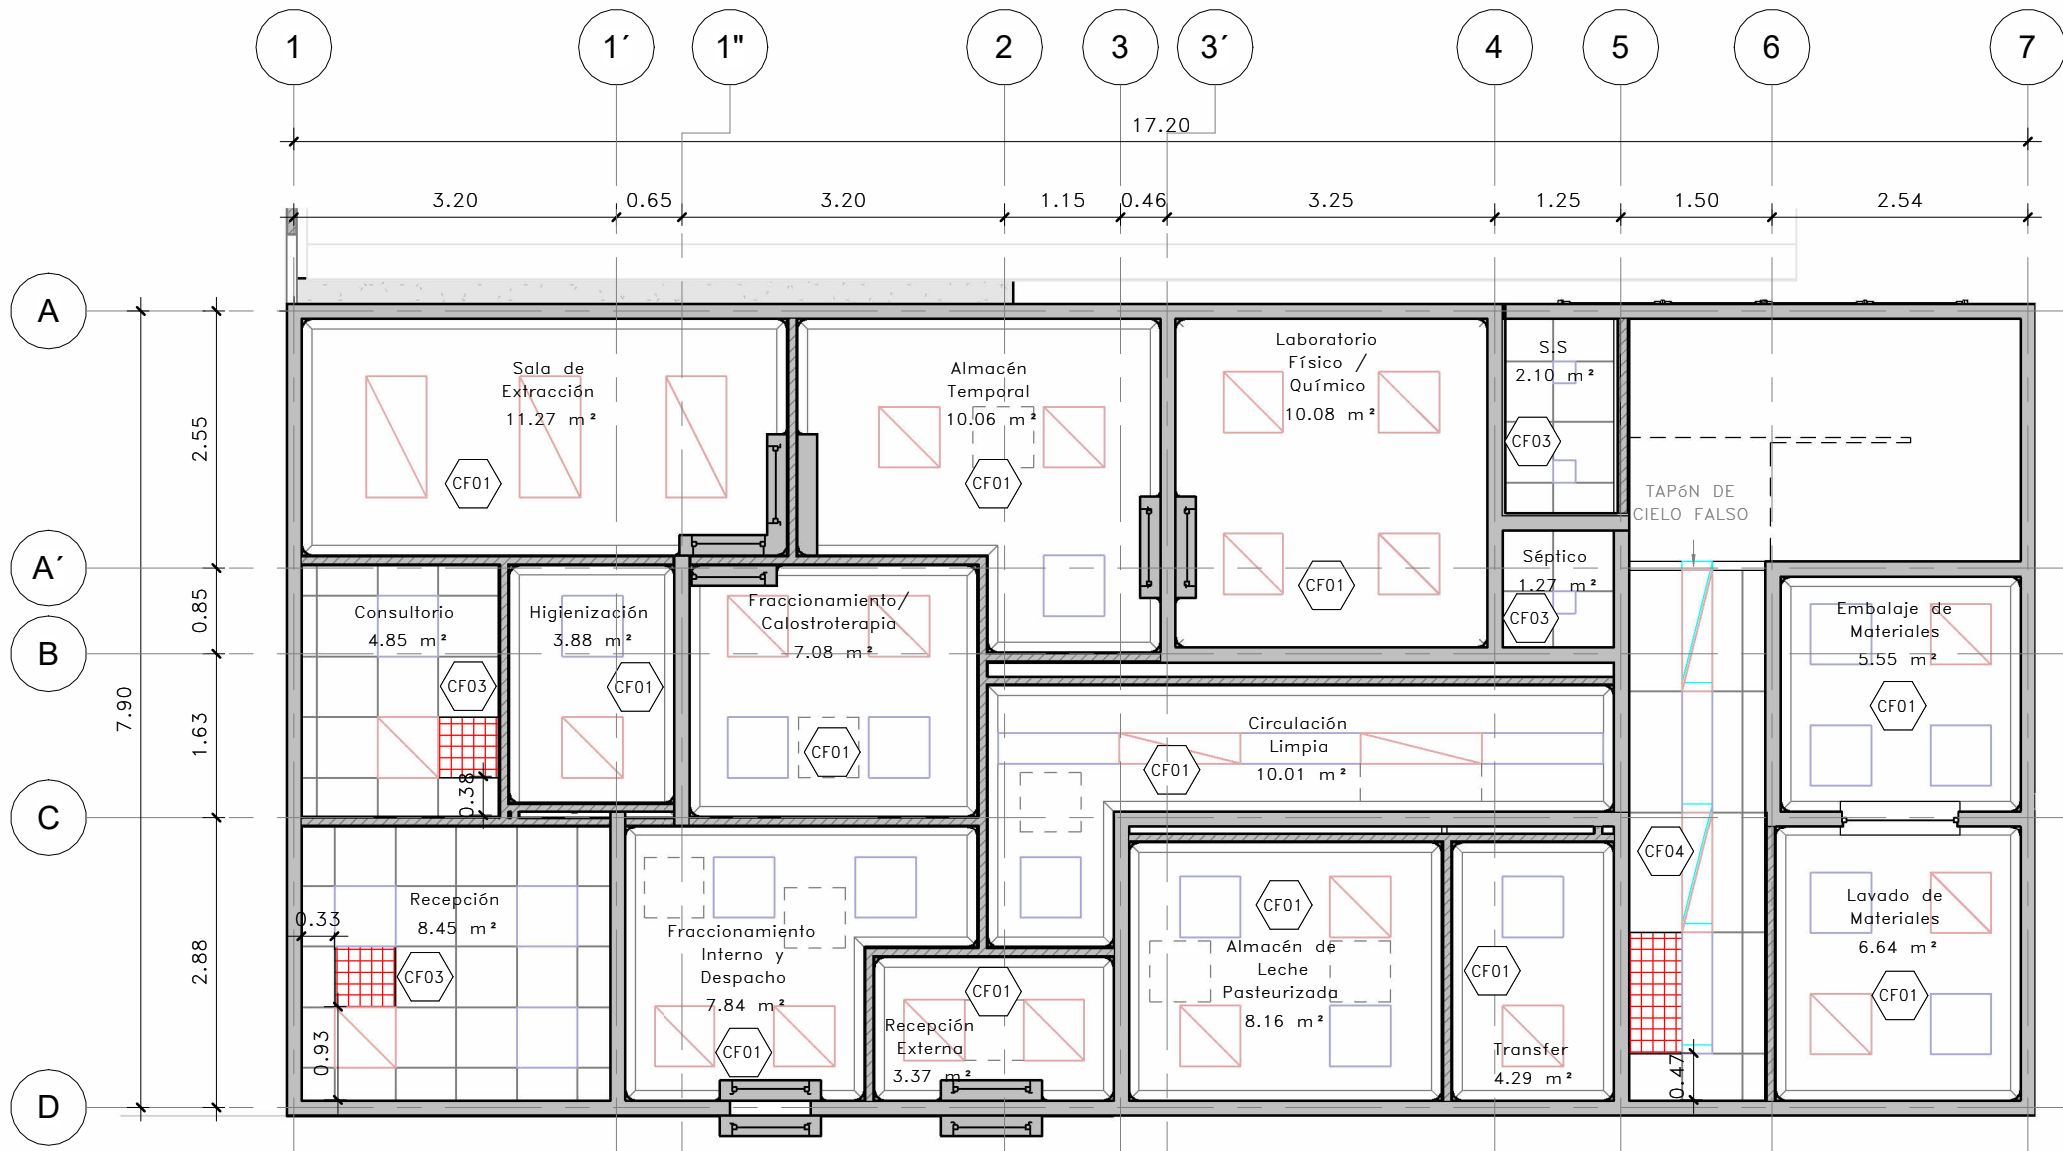 1
1´
1"
2
3
3´
4
5
6
7
17.20
3.20
0.65
3.20
1.15
0.46
3.25
1.25
1.50
2.54
A
A´
B
C
D
7.90
2.55
0.85
1.63
2.88
Sala de
Extracción
11.27 m²
CF01
Almacén
Temporal
10.06 m²
CF01
Laboratorio
Físico /
Químico
10.08 m²
CF01
S.S
2.10 m²
CF03
TAPóN DE
CIELO FALSO
Séptico
1.27 m²
CF03
Consultorio
4.85 m²
CF03
0.38
Higienización
3.88 m²
CF01
Fraccionamiento/
Calostroterapia
7.08 m²
CF01
Circulación
Limpia
10.01 m²
CF01
Embalaje de
Materiales
5.55 m²
CF01
Recepción
8.45 m²
CF03
0.33
0.93
Fraccionamiento
Interno y
Despacho
7.84 m²
CF01
CF01
Recepción
Externa
3.37 m²
CF01
Almacén de
Leche
Pasteurizada
8.16 m²
CF01
Transfer
4.29 m²
CF04
0.47
Lavado de
Materiales
6.64 m²
CF01